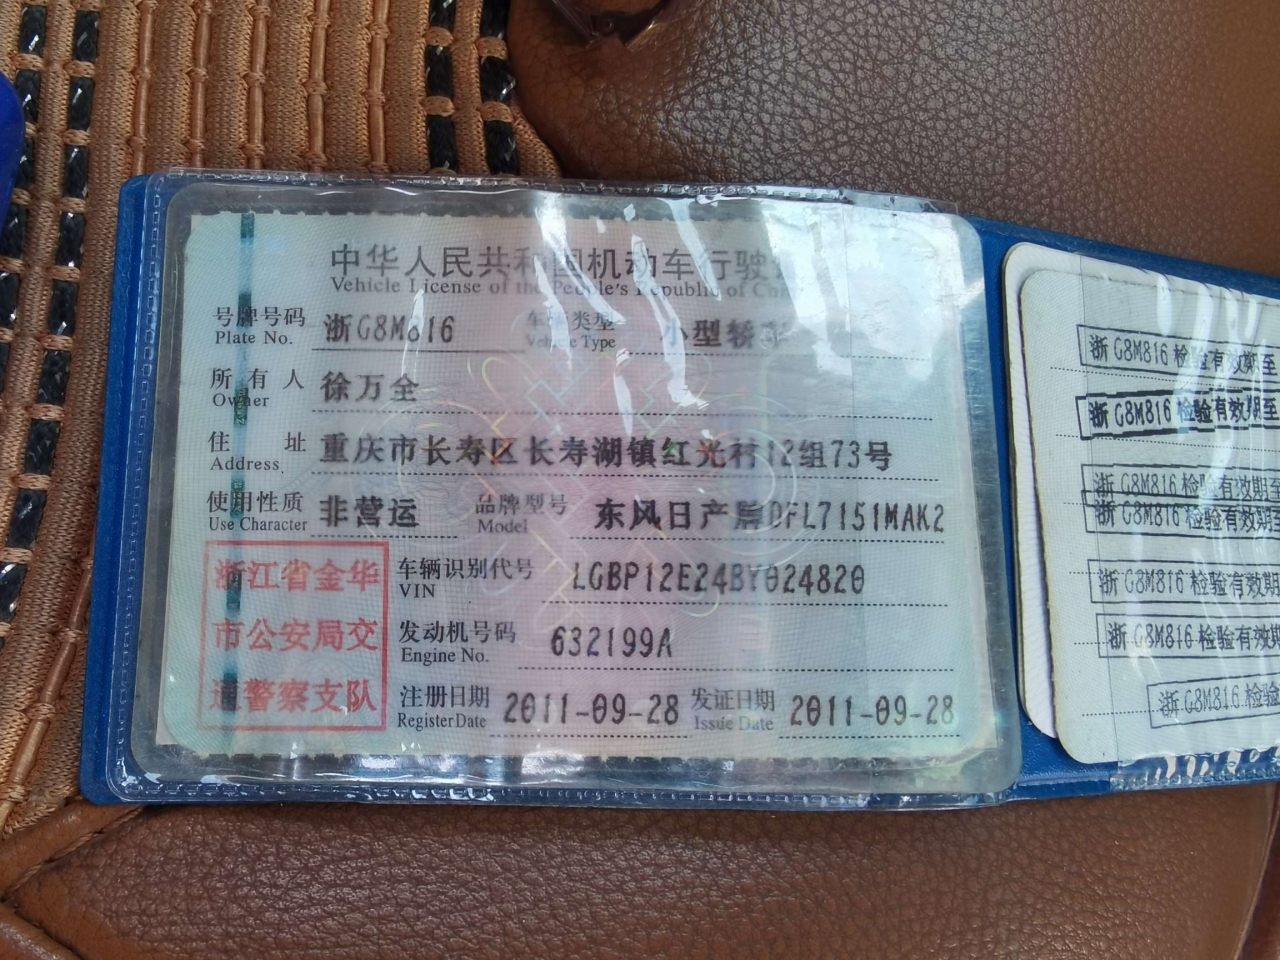 中华人民共和国机动车行驶
Vehicle License of the People's Republic of Chi
号牌号码 浙G8M816 车辆类型 小型轿车
Plate No. Vehicle Type
所有人 徐万全
Owner
住址 重庆市长寿区长寿湖镇红光村12组73号
Address
使用性质 非营运 品牌型号 东风日产牌DFL7151MAK2
Use Character Model
浙江省金华
市公安局交
通警察支队
车辆识别代号 LGBP12E24BY024820
VIN
发动机号码 632199A
Engine No.
注册日期 2011-09-28 发证日期 2011-09-28
Register Date Issue Date
浙G8M816检验有效期至
浙G8M816检验有效期至
浙G8M816检验有效期至
浙G8M816检验有效期至
浙G8M816检验有效期
浙G8M816检验有效期
浙G8M816检验有效